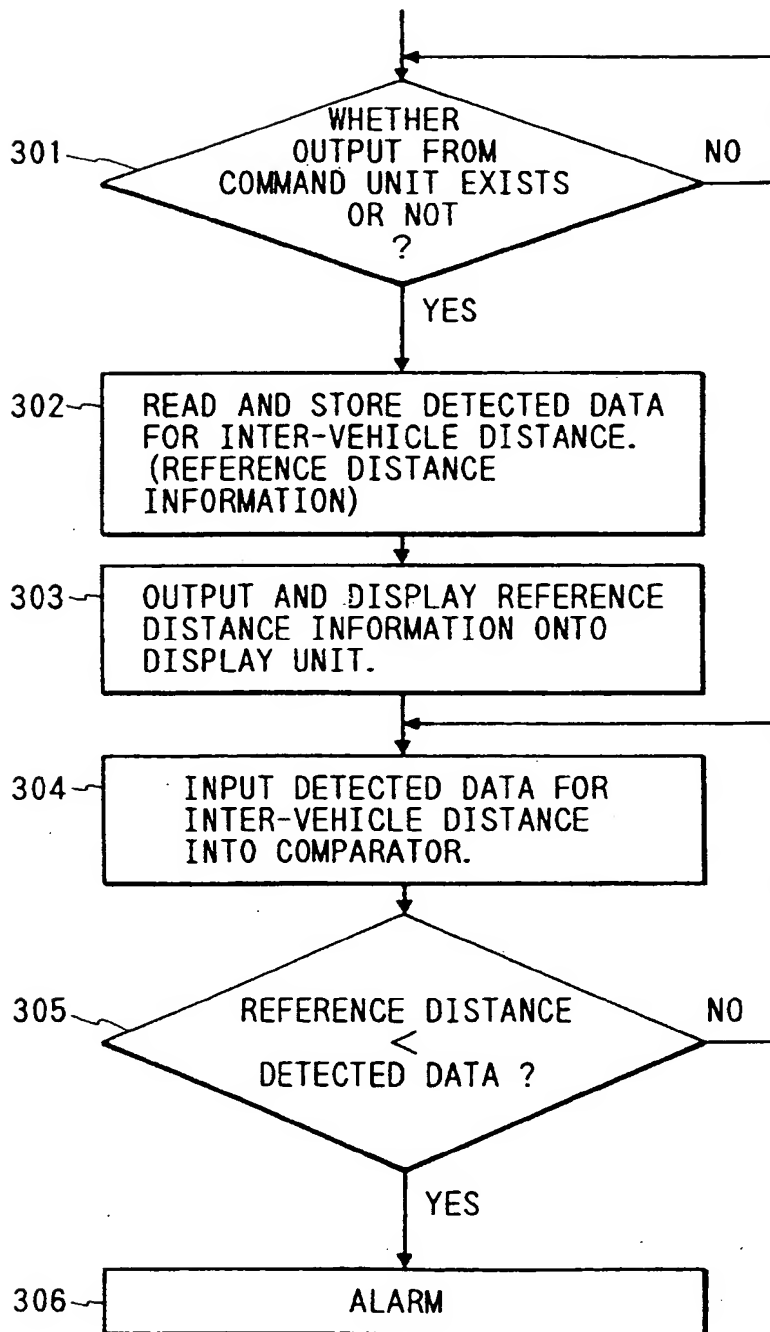 WHETHER
OUTPUT FROM
COMMAND UNIT EXISTS
OR NOT
?
301
NO
YES
302
READ AND STORE DETECTED DATA
FOR INTER-VEHICLE DISTANCE.
(REFERENCE DISTANCE
INFORMATION)
303
OUTPUT AND DISPLAY REFERENCE
DISTANCE INFORMATION ONTO
DISPLAY UNIT.
304
INPUT DETECTED DATA FOR
INTER-VEHICLE DISTANCE
INTO COMPARATOR.
305
REFERENCE DISTANCE
<
DETECTED DATA ?
NO
YES
306
ALARM